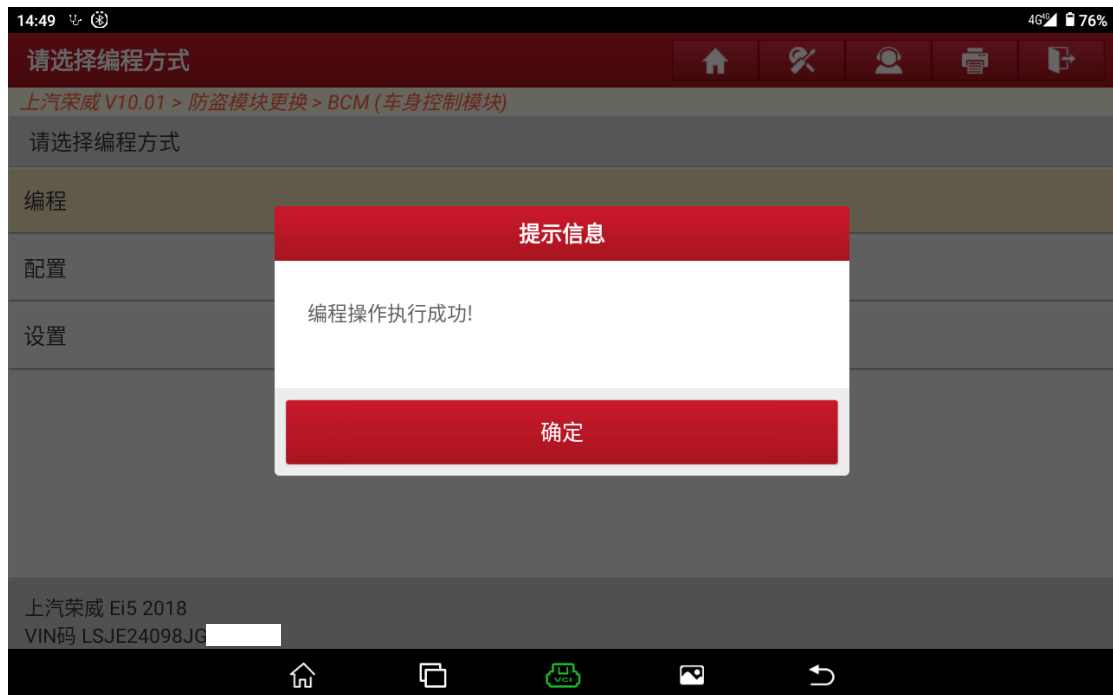 14:49
4G 4G 76%
请选择编程方式
上汽荣威 V10.01 > 防盗模块更换 > BCM (车身控制模块)
请选择编程方式
编程
提示信息
配置
编程操作执行成功!
设置
确定
上汽荣威 Ei5 2018
VIN码 LSJE24098JG
VCI